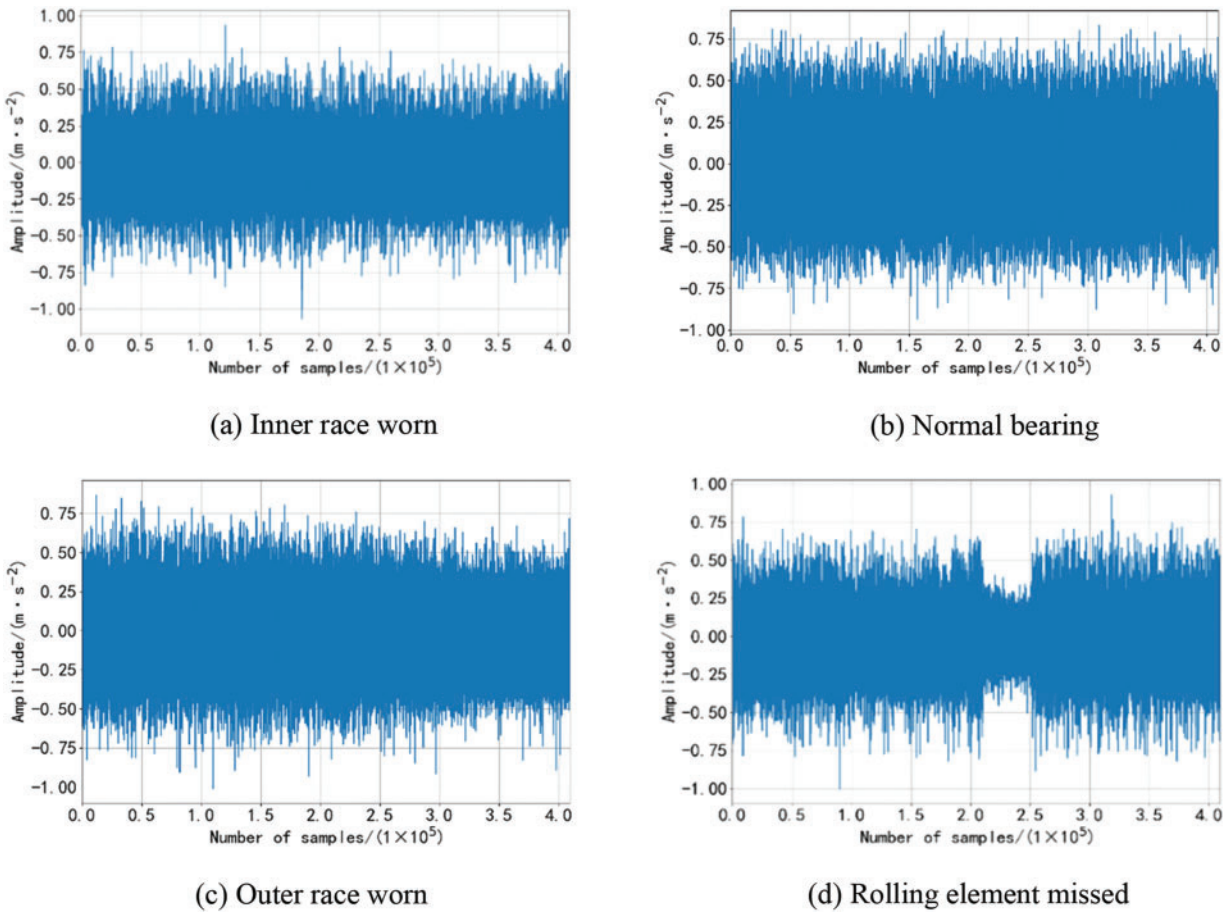 1.00
0.75
0.50
0.25
0.00
−0.25
−0.50
−0.75
−1.00
Amplitude/(m·s⁻²)
0.0 0.5 1.0 1.5 2.0 2.5 3.0 3.5 4.0
Number of samples/(1×10⁵)
(a) Inner race worn
0.75
0.50
0.25
0.00
−0.25
−0.50
−0.75
−1.00
Amplitude/(m·s⁻²)
0.0 0.5 1.0 1.5 2.0 2.5 3.0 3.5 4.0
Number of samples/(1×10⁵)
(b) Normal bearing
0.75
0.50
0.25
0.00
−0.25
−0.50
−0.75
−1.00
Amplitude/(m·s⁻²)
0.0 0.5 1.0 1.5 2.0 2.5 3.0 3.5 4.0
Number of samples/(1×10⁵)
(c) Outer race worn
1.00
0.75
0.50
0.25
0.00
−0.25
−0.50
−0.75
−1.00
Amplitude/(m·s⁻²)
0.0 0.5 1.0 1.5 2.0 2.5 3.0 3.5 4.0
Number of samples/(1×10⁵)
(d) Rolling element missed